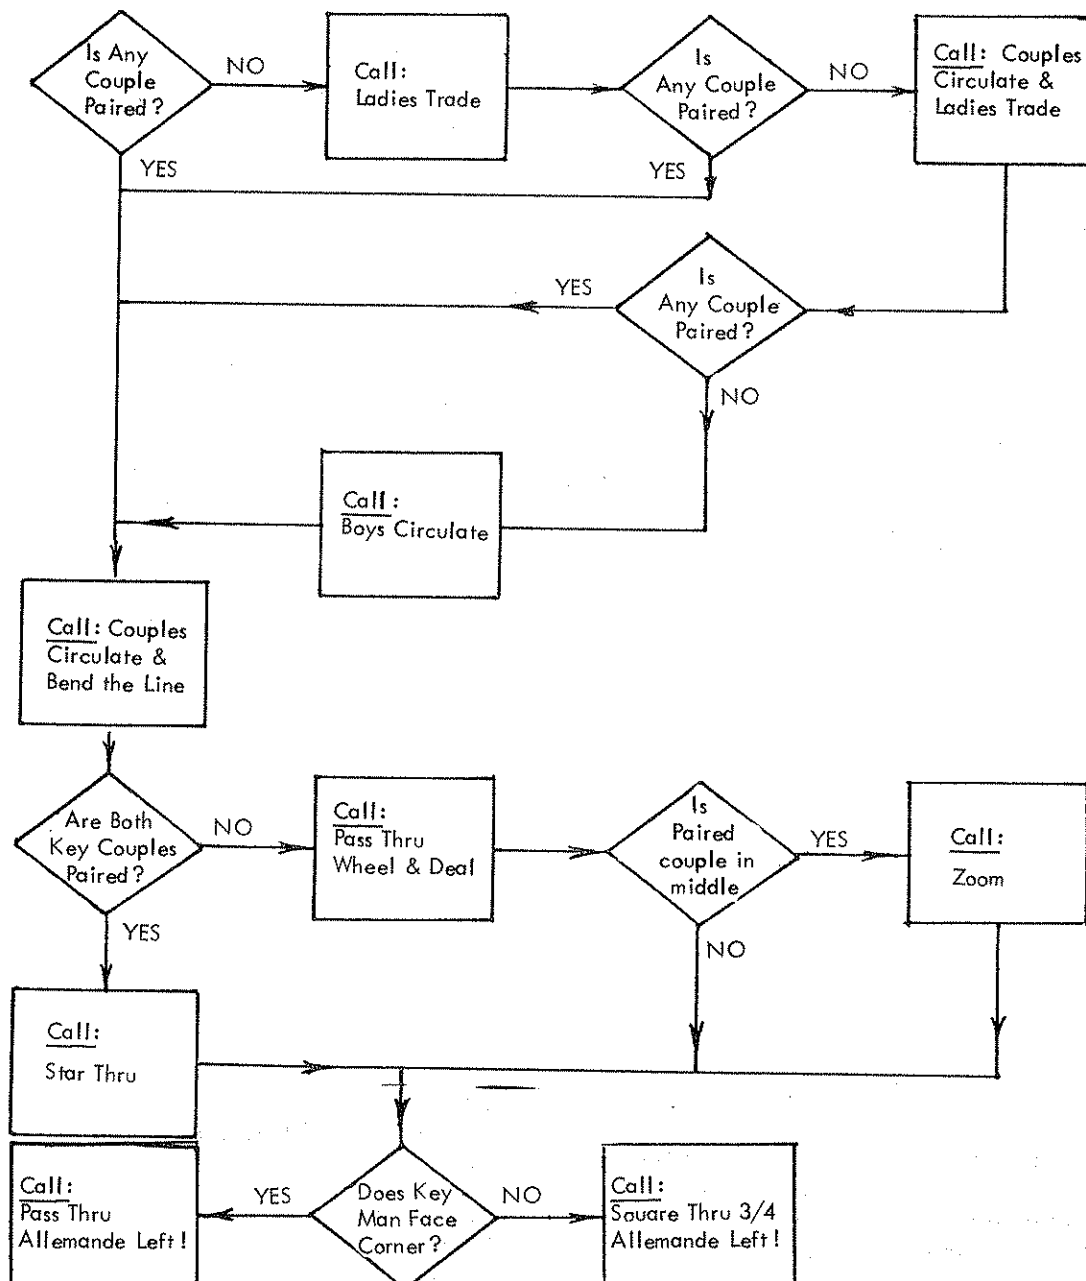 Is Any
Couple
Paired?
NO
Call:
Ladies Trade
Is
Any Couple
Paired?
NO
Call: Couples
Circulate &
Ladies Trade
YES
YES
Is
Any Couple
Paired?
YES
NO
Call:
Boys Circulate
Call: Couples
Circulate &
Bend the Line
Are Both
Key Couples
Paired?
NO
Call:
Pass Thru
Wheel & Deal
Is
Paired
couple in
middle
YES
Call:
Zoom
YES
NO
Call:
Star Thru
Call:
Pass Thru
Allemande Left!
YES
Does Key
Man Face
Corner?
NO
Call:
Square Thru 3/4
Allemande Left!